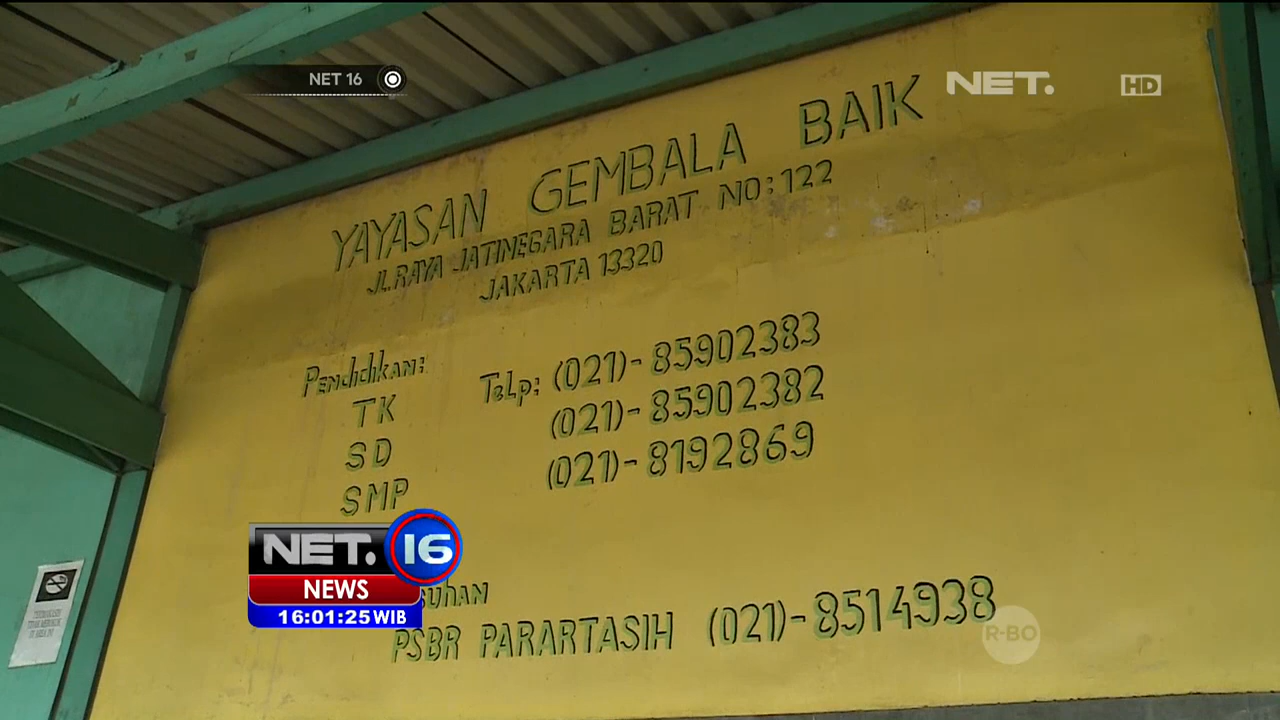 NET 16
NET.
HD
YAYASAN GEMBALA BAIK
JL.RAYA JATINEGARA BARAT NO:122
JAKARTA 13320
Pendidikan: Telp: (021)-85902383
TK (021)-85902382
SD (021)-8192869
SMP
NET. 16
NEWS
16:01:25 WIB
PSBR PARARTASIH (021)-8514938
R-BO